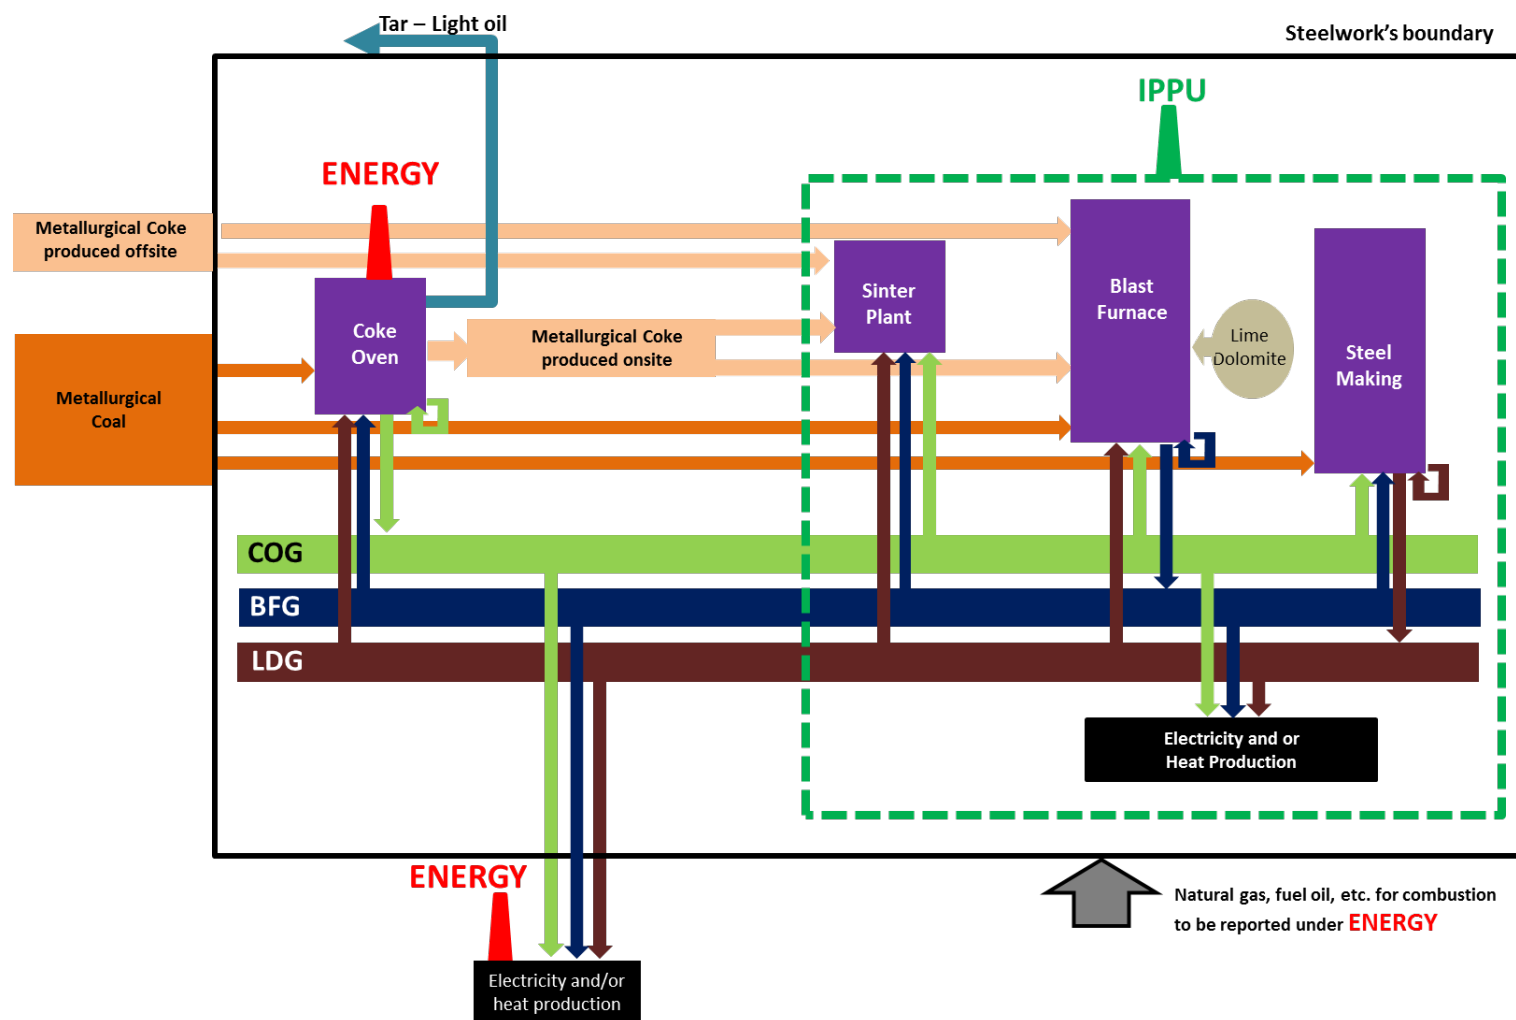 Tar – Light oil
Steelwork's boundary
IPPU
ENERGY
Metallurgical Coke
produced offsite
Coke
Oven
Metallurgical Coke
produced onsite
Sinter
Plant
Blast
Furnace
Lime
Dolomite
Steel
Making
Metallurgical
Coal
COG
BFG
LDG
Electricity and or
Heat Production
ENERGY
Natural gas, fuel oil, etc. for combustion
to be reported under ENERGY
Electricity and/or
heat production